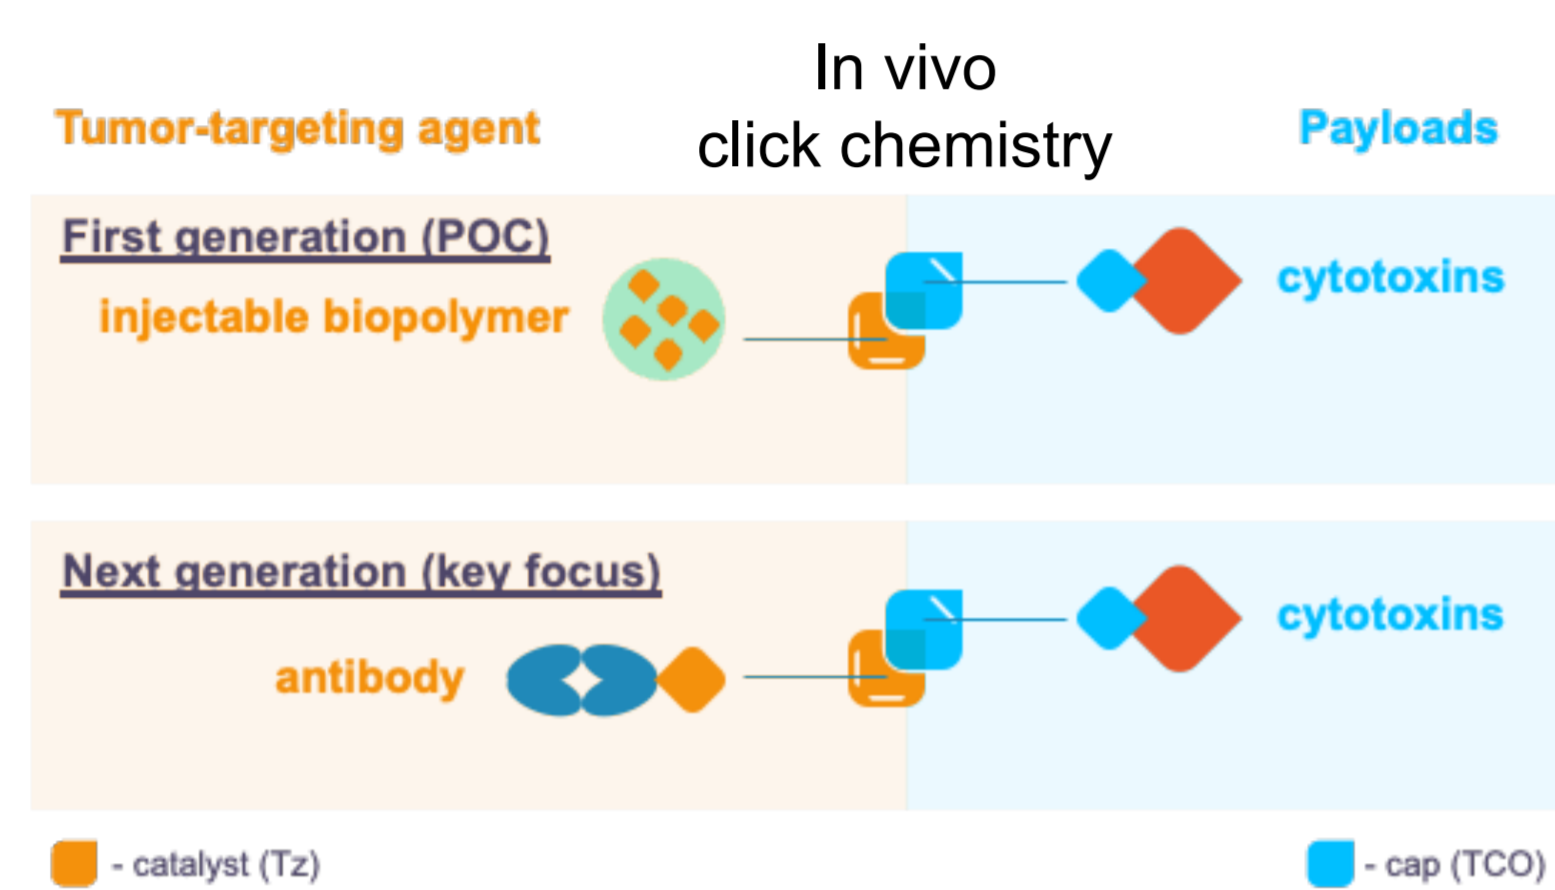 In vivo
click chemistry
Tumor-targeting agent
Payloads
First generation (POC)
injectable biopolymer
cytotoxins
Next generation (key focus)
antibody
cytotoxins
- catalyst (Tz)
- cap (TCO)